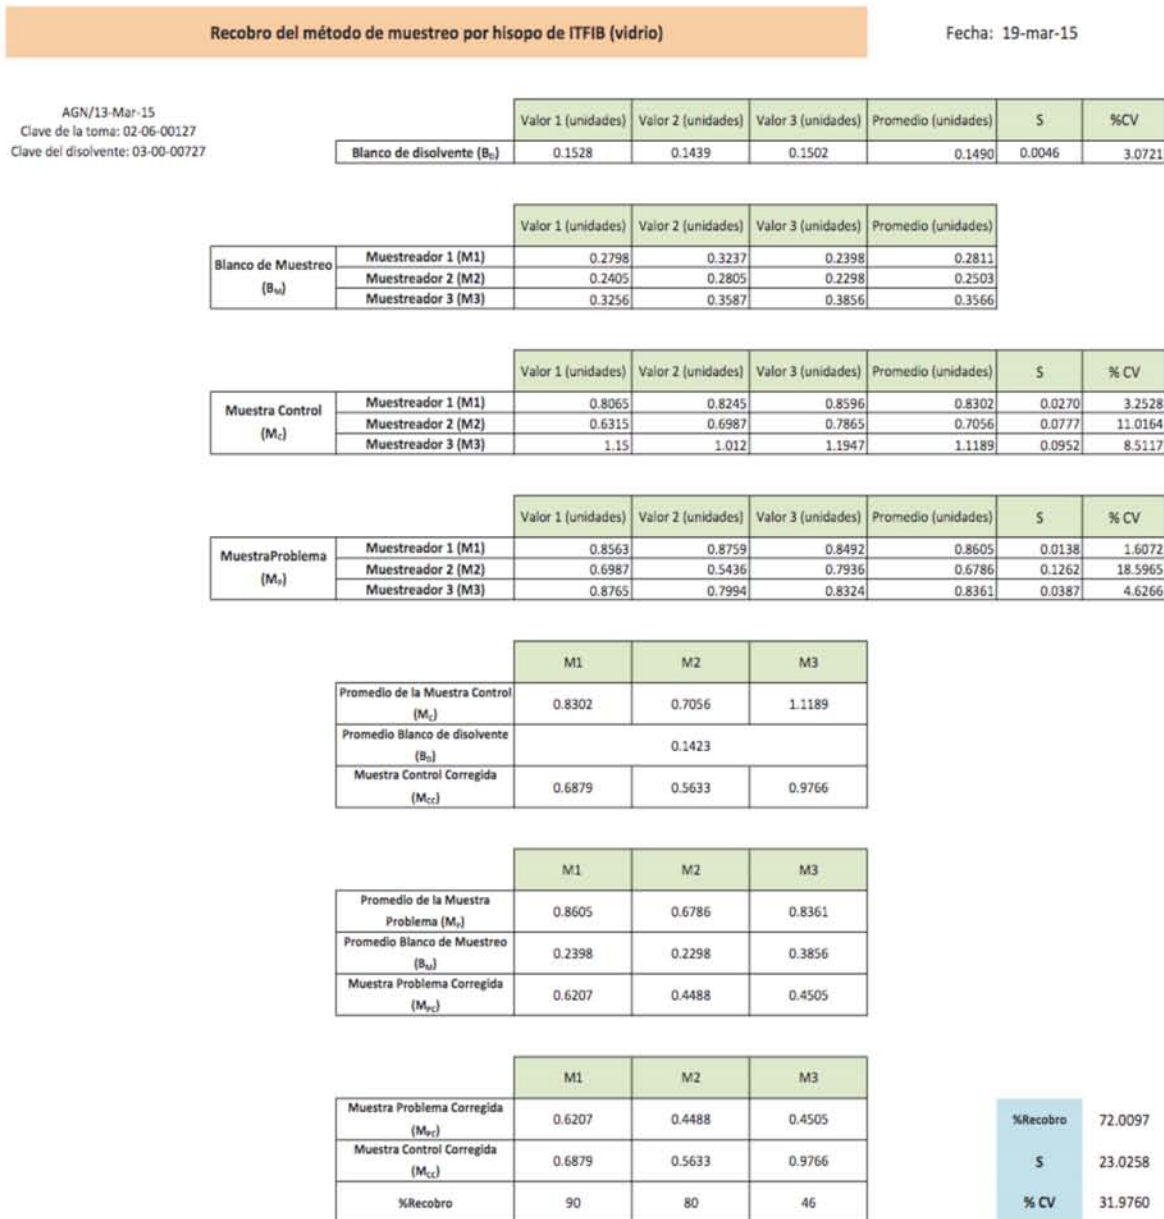 Recobro del método de muestreo por hisopo de ITFIB (vidrio) Fecha: 19-mar-15
AGN/13-Mar-15
Clave de la toma: 02-06-00127
Clave del disolvente: 03-00-00727
Valor 1 (unidades) Valor 2 (unidades) Valor 3 (unidades) Promedio (unidades) S %CV
Blanco de disolvente (B_D) 0.1528 0.1439 0.1502 0.1490 0.0046 3.0721
Valor 1 (unidades) Valor 2 (unidades) Valor 3 (unidades) Promedio (unidades)
Blanco de Muestreo (B_M)
Muestreador 1 (M1) 0.2798 0.3237 0.2398 0.2811
Muestreador 2 (M2) 0.2405 0.2805 0.2298 0.2503
Muestreador 3 (M3) 0.3256 0.3587 0.3856 0.3566
Valor 1 (unidades) Valor 2 (unidades) Valor 3 (unidades) Promedio (unidades) S % CV
Muestra Control (M_C)
Muestreador 1 (M1) 0.8065 0.8245 0.8596 0.8302 0.0270 3.2528
Muestreador 2 (M2) 0.6315 0.6987 0.7865 0.7056 0.0777 11.0164
Muestreador 3 (M3) 1.15 1.012 1.1947 1.1189 0.0952 8.5117
Valor 1 (unidades) Valor 2 (unidades) Valor 3 (unidades) Promedio (unidades) S % CV
MuestraProblema (M_P)
Muestreador 1 (M1) 0.8563 0.8759 0.8492 0.8605 0.0138 1.6072
Muestreador 2 (M2) 0.6987 0.5436 0.7936 0.6786 0.1262 18.5965
Muestreador 3 (M3) 0.8765 0.7994 0.8324 0.8361 0.0387 4.6266
M1 M2 M3
Promedio de la Muestra Control (M_C) 0.8302 0.7056 1.1189
Promedio Blanco de disolvente (B_D) 0.1423
Muestra Control Corregida (M_CC) 0.6879 0.5633 0.9766
M1 M2 M3
Promedio de la Muestra Problema (M_P) 0.8605 0.6786 0.8361
Promedio Blanco de Muestreo (B_M) 0.2398 0.2298 0.3856
Muestra Problema Corregida (M_PC) 0.6207 0.4488 0.4505
M1 M2 M3
Muestra Problema Corregida (M_PC) 0.6207 0.4488 0.4505
Muestra Control Corregida (M_CC) 0.6879 0.5633 0.9766
%Recobro 90 80 46
%Recobro 72.0097
S 23.0258
% CV 31.9760